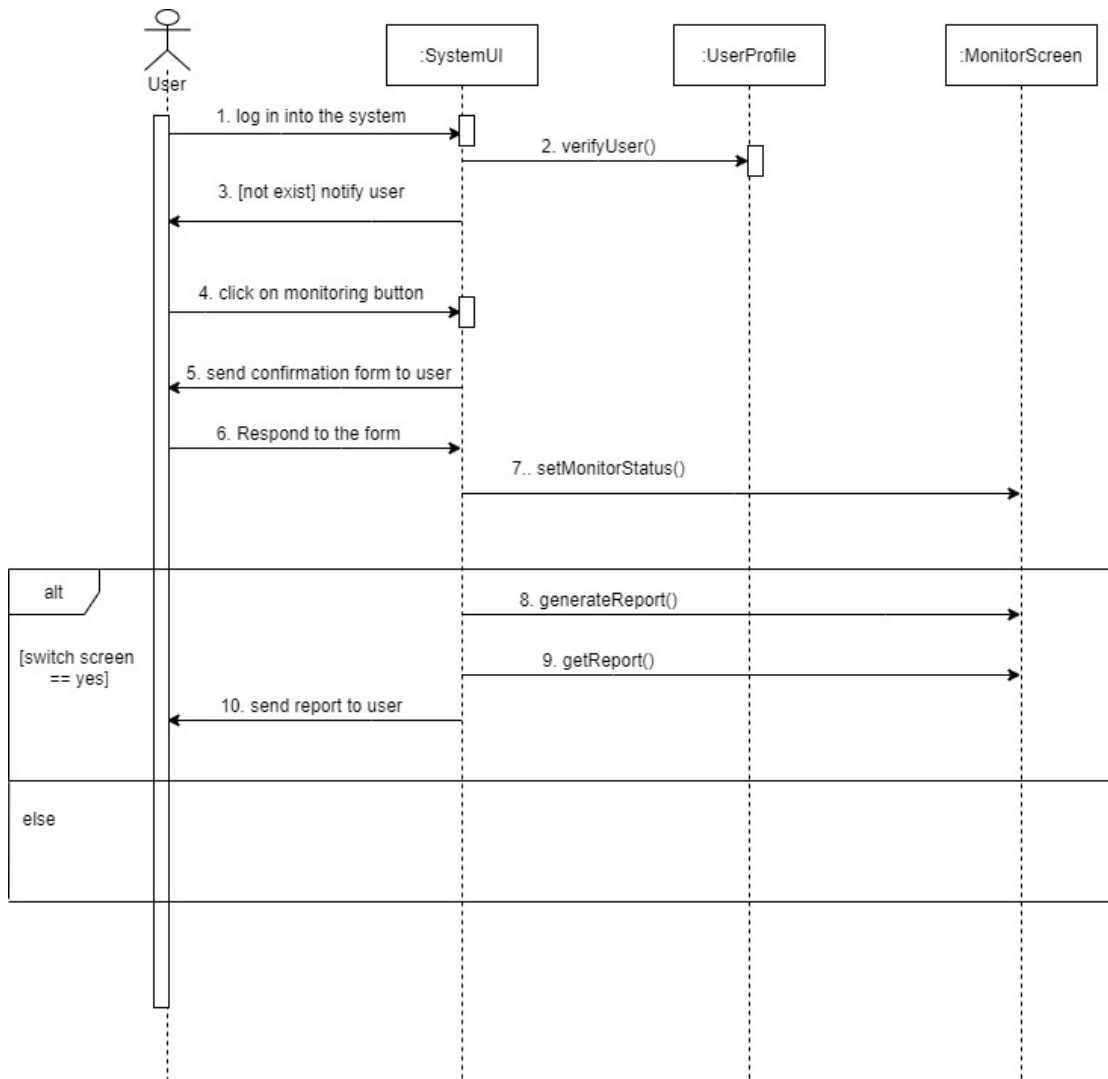 User
:SystemUI
:UserProfile
:MonitorScreen
1. log in into the system
2. verifyUser()
3. [not exist] notify user
4. click on monitoring button
5. send confirmation form to user
6. Respond to the form
7.. setMonitorStatus()
alt
8. generateReport()
[switch screen
== yes]
9. getReport()
10. send report to user
else